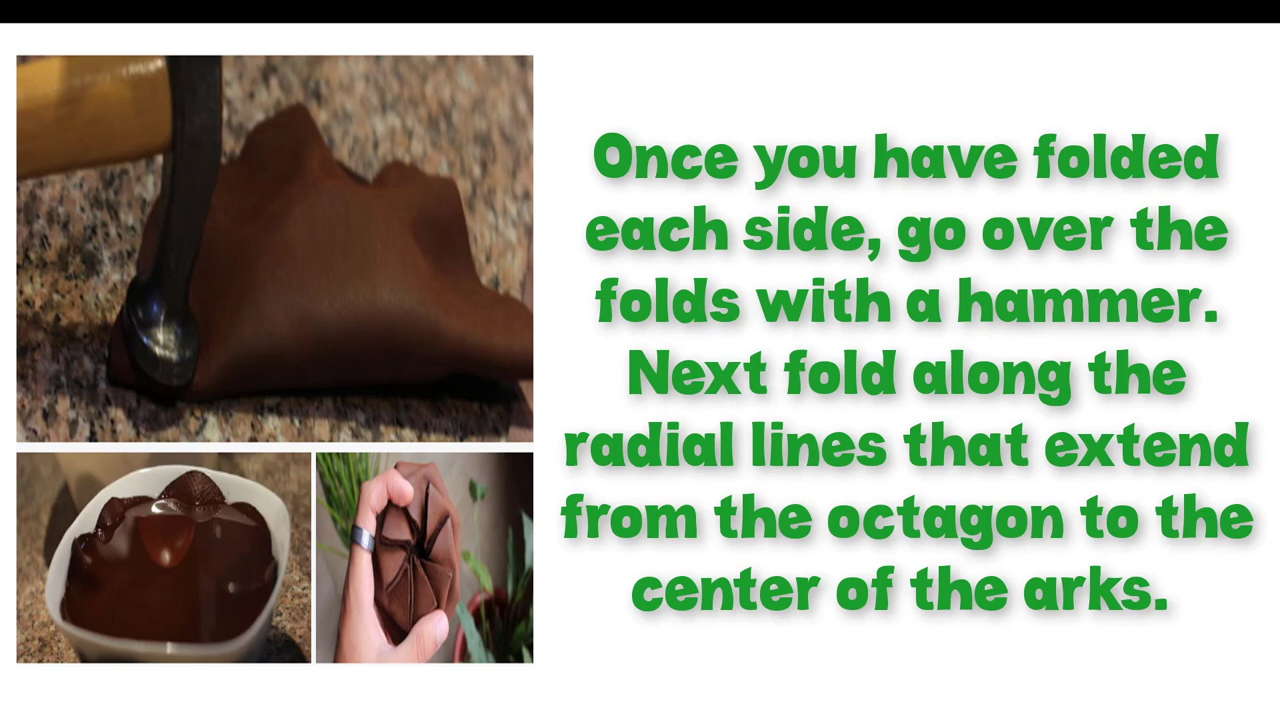 Once you have folded
each side, go over the
folds with a hammer.
Next fold along the
radial lines that extend
from the octagon to the
center of the arks.